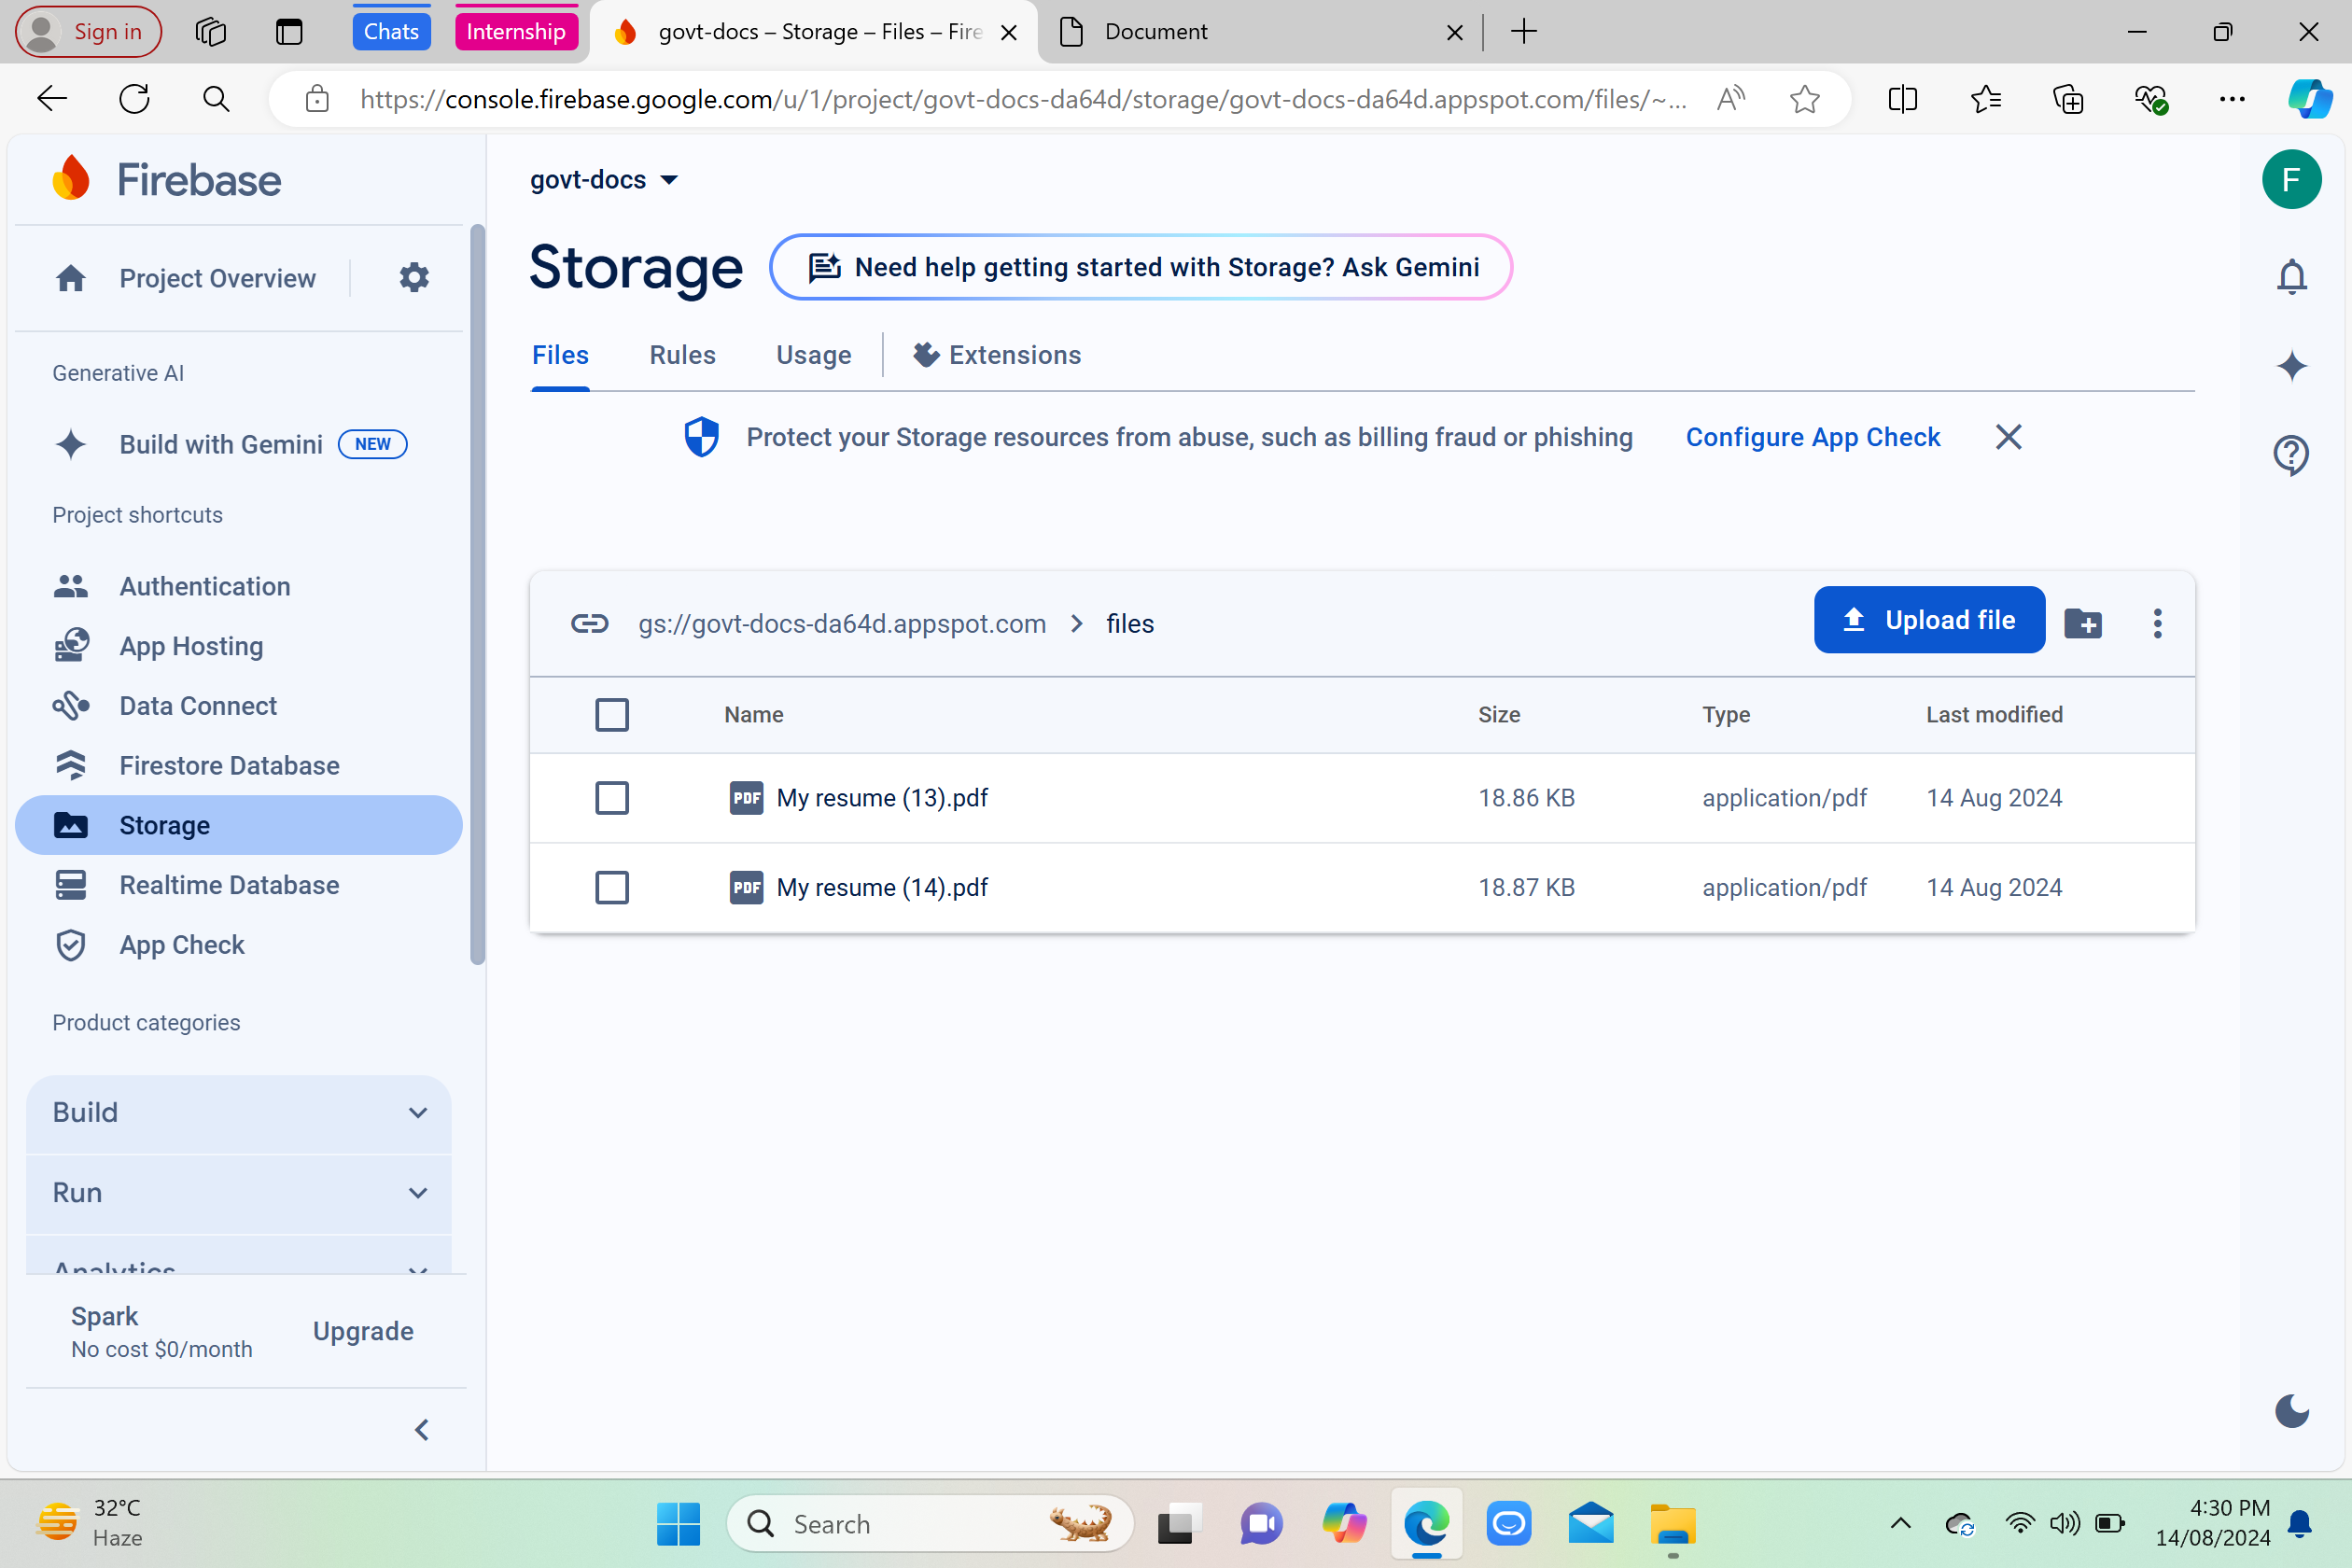 Sign in
Chats
Internship
govt-docs – Storage – Files – Fire
Document
https://console.firebase.google.com/u/1/project/govt-docs-da64d/storage/govt-docs-da64d.appspot.com/files/~...
Firebase
govt-docs
F
Project Overview
Storage
Need help getting started with Storage? Ask Gemini
Files
Rules
Usage
Extensions
Generative AI
Build with Gemini NEW
Protect your Storage resources from abuse, such as billing fraud or phishing
Configure App Check
Project shortcuts
Authentication
App Hosting
Data Connect
Firestore Database
Storage
Realtime Database
App Check
gs://govt-docs-da64d.appspot.com > files
Upload file
Name Size Type Last modified
PDF My resume (13).pdf 18.86 KB application/pdf 14 Aug 2024
PDF My resume (14).pdf 18.87 KB application/pdf 14 Aug 2024
Product categories
Build
Run
Analytics
Spark
No cost $0/month
Upgrade
32°C
Haze
Search
4:30 PM
14/08/2024